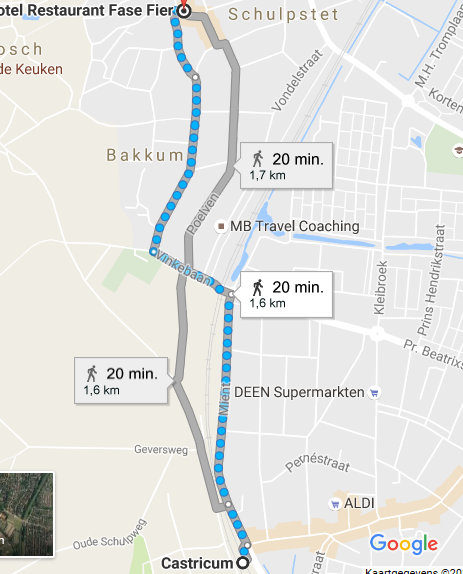 otel Restaurant Fase Fier
Schulpstet
osch
de Keuken
M.H. Trompstraat
Korten
Vondelstraat
Bakkum
20 min.
1,7 km
Poelven
MB Travel Coaching
Vinkebaan
20 min.
1,6 km
Kleibroek
Prins Hendrikstraat
Pr. Beatrixs
20 min.
1,6 km
DEEN Supermarkten
Mient
Geversweg
Pernéstraat
ALDI
Oude Schulpweg
n
Google
Castricum
Kaartgegevens ©20